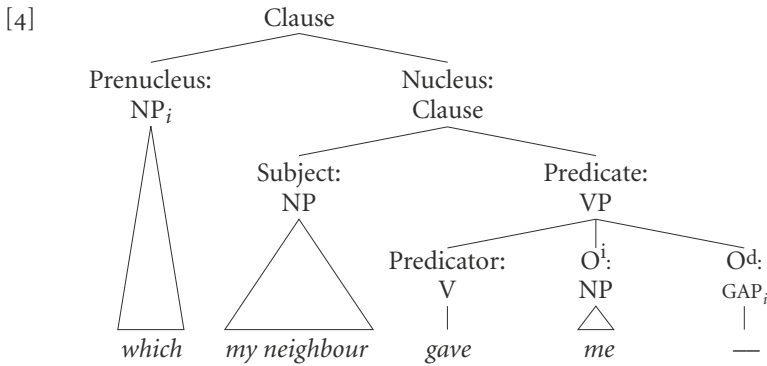 [4] Clause
Prenucleus: Nucleus:
NPi Clause
Subject: Predicate:
NP VP
Predicator: Oi: Od:
V NP GAPi
which my neighbour gave me —